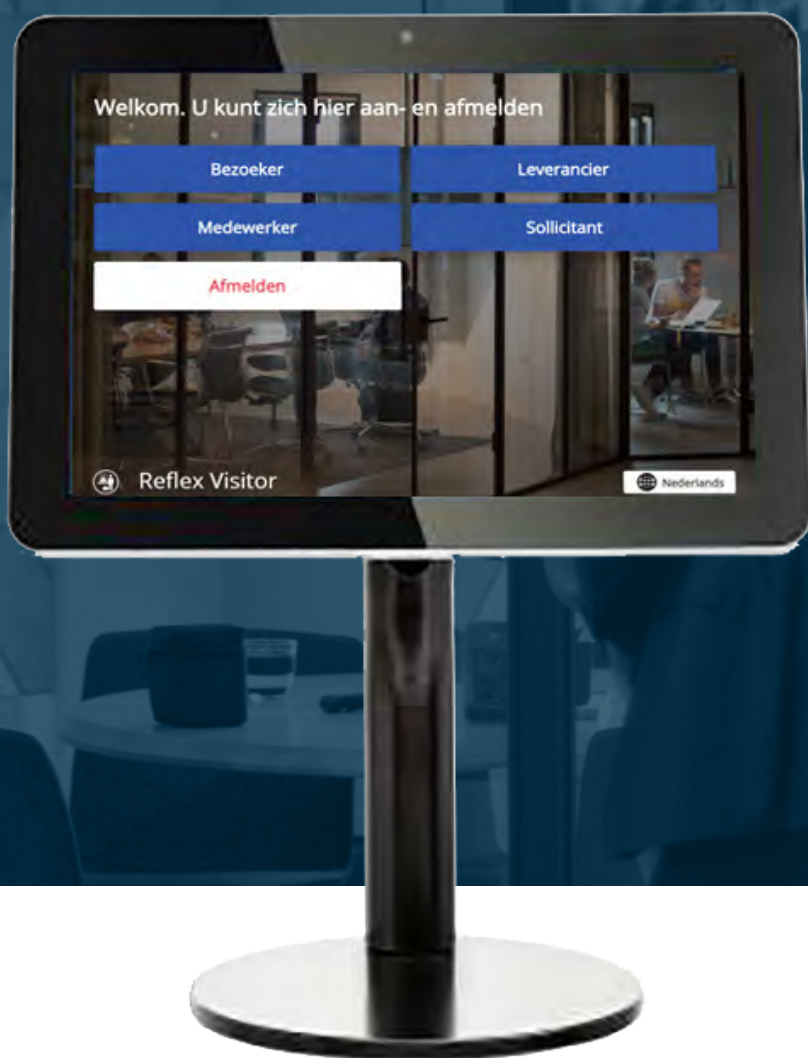 Welkom. U kunt zich hier aan- en afmelden
Bezoeker
Leverancier
Medewerker
Sollicitant
Afmelden
Reflex Visitor
Nederlands